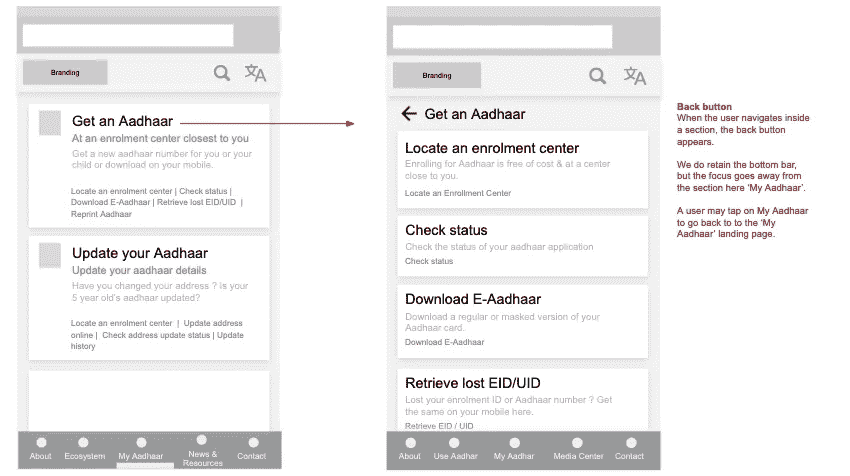 Branding
Get an Aadhaar
At an enrolment center closest to you
Get a new aadhar number for you or your
child or download on your mobile.
Locate an enrolment center | Check status |
Download E-Aadhaar | Retrieve lost EID/UID |
Reprint Aadhaar
Update your Aadhaar
Update your aadhaar details
Have you changed your address ? Is your
5 year old's aadhar updated?
Locate an enrolment center | Update address
online | Check address update status | Update
history
About
Ecosystem
My Aadhaar
News &
Resources
Contact
Branding
Get an Aadhaar
Locate an enrolment center
Enrolling for Aadhaar is free of cost & at a center
close to you.
Locate an Enrollment Center
Check status
Check the status of your aadhaar application
Check status
Download E-Aadhaar
Download a regular or masked version of your
Aadhaar card.
Download E-Aadhaar
Retrieve lost EID/UID
Lost your enrolment ID or Aadhaar number ? Get
the same on your mobile here.
Retrieve EID / UID
About
Use Aadhar
My Aadhar
Media Center
Contact
Back button
When the user navigates inside
a section, the back button
appears.
We do retain the bottom bar,
but the focus goes away from
the section here 'My Aadhaar'.
A user may tap on My Aadhaar
to go back to to the 'My
Aadhaar' landing page.